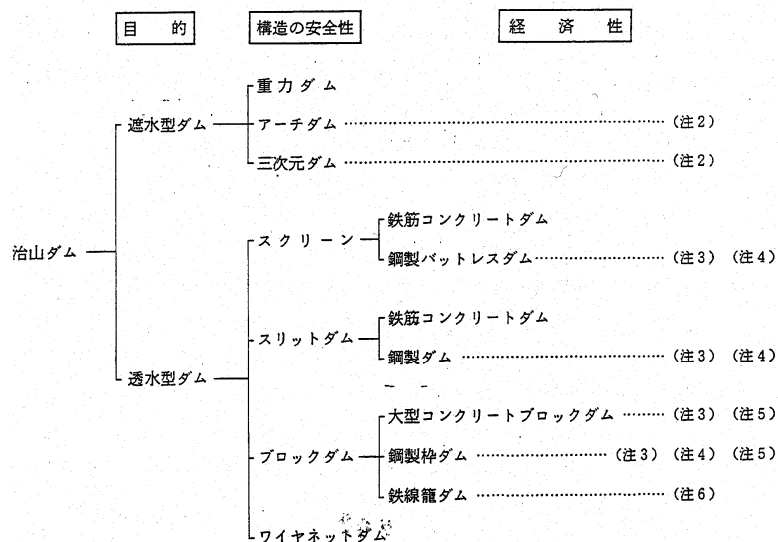 目的 構造の安全性 経済性
重力ダム
遮水型ダム アーチダム (注2)
三次元ダム (注2)
鉄筋コンクリートダム
治山ダム スクリーン 鋼製バットレスダム (注3) (注4)
鉄筋コンクリートダム
スリットダム 鋼製ダム (注3) (注4)
透水型ダム
大型コンクリートブロックダム (注3) (注5)
ブロックダム 鋼製枠ダム (注3) (注4) (注5)
鉄線籠ダム (注6)
ワイヤネットダム